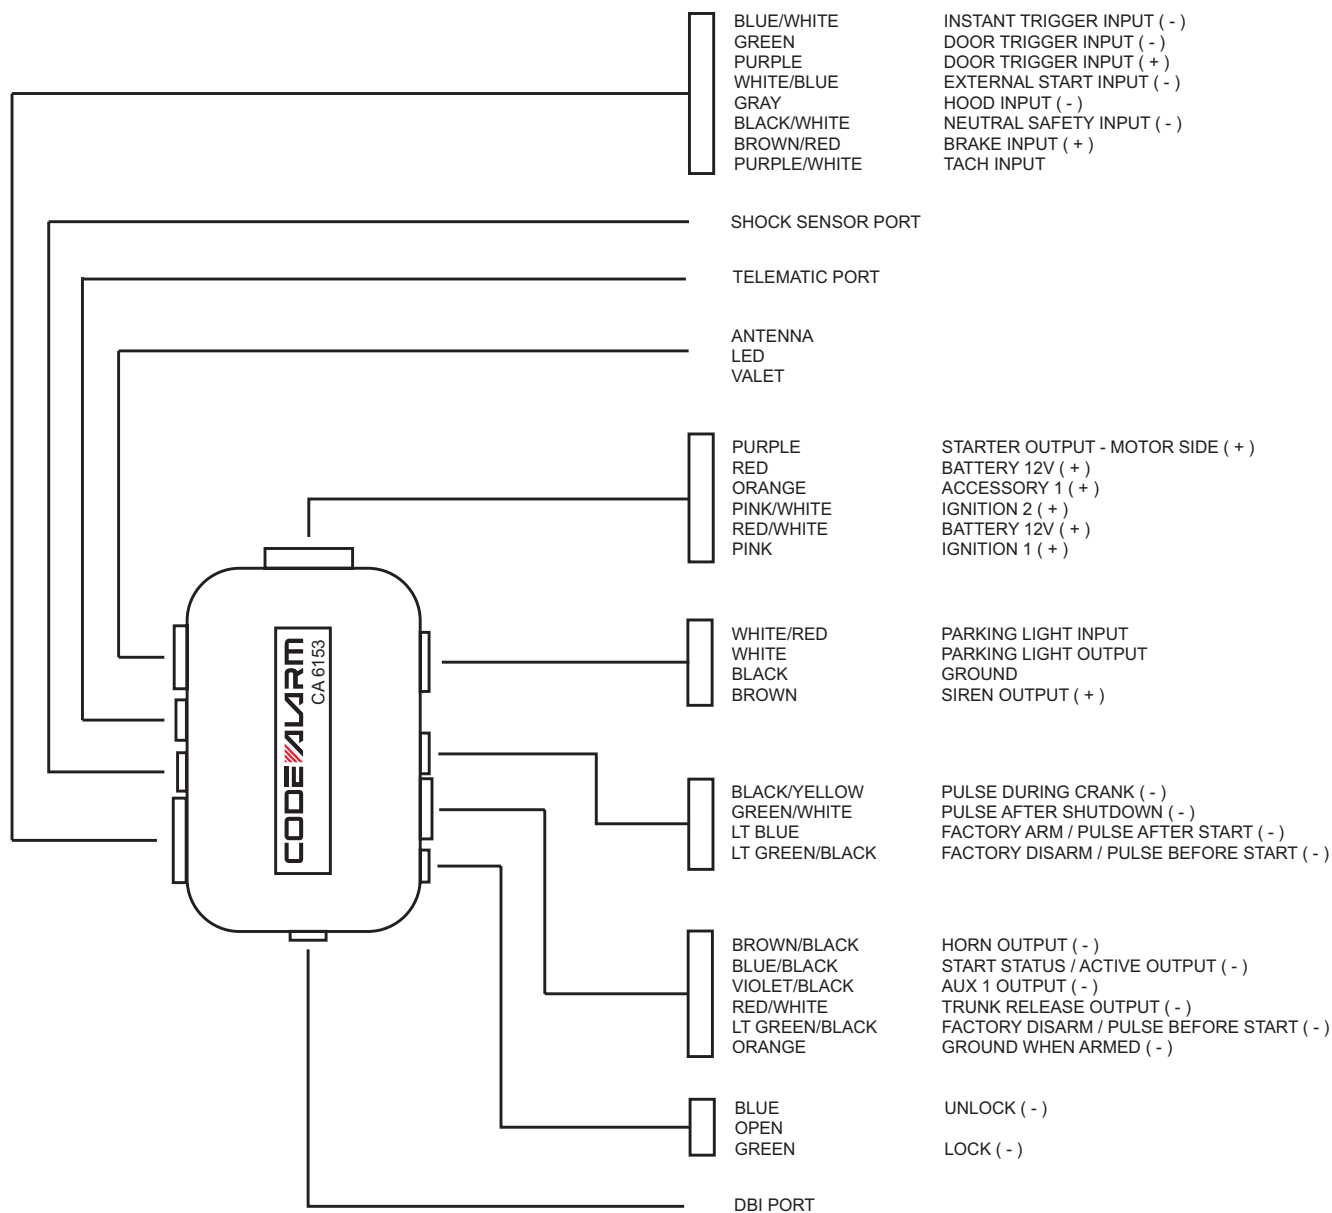 BLUE/WHITE INSTANT TRIGGER INPUT ( - )
GREEN DOOR TRIGGER INPUT ( - )
PURPLE DOOR TRIGGER INPUT ( + )
WHITE/BLUE EXTERNAL START INPUT ( - )
GRAY HOOD INPUT ( - )
BLACK/WHITE NEUTRAL SAFETY INPUT ( - )
BROWN/RED BRAKE INPUT ( + )
PURPLE/WHITE TACH INPUT
SHOCK SENSOR PORT
TELEMATIC PORT
ANTENNA
LED
VALET
PURPLE STARTER OUTPUT - MOTOR SIDE ( + )
RED BATTERY 12V ( + )
ORANGE ACCESSORY 1 ( + )
PINK/WHITE IGNITION 2 ( + )
RED/WHITE BATTERY 12V ( + )
PINK IGNITION 1 ( + )
CODE ALARM
CA 6153
WHITE/RED PARKING LIGHT INPUT
WHITE PARKING LIGHT OUTPUT
BLACK GROUND
BROWN SIREN OUTPUT ( + )
BLACK/YELLOW PULSE DURING CRANK ( - )
GREEN/WHITE PULSE AFTER SHUTDOWN ( - )
LT BLUE FACTORY ARM / PULSE AFTER START ( - )
LT GREEN/BLACK FACTORY DISARM / PULSE BEFORE START ( - )
BROWN/BLACK HORN OUTPUT ( - )
BLUE/BLACK START STATUS / ACTIVE OUTPUT ( - )
VIOLET/BLACK AUX 1 OUTPUT ( - )
RED/WHITE TRUNK RELEASE OUTPUT ( - )
LT GREEN/BLACK FACTORY DISARM / PULSE BEFORE START ( - )
ORANGE GROUND WHEN ARMED ( - )
BLUE UNLOCK ( - )
OPEN
GREEN LOCK ( - )
DBI PORT